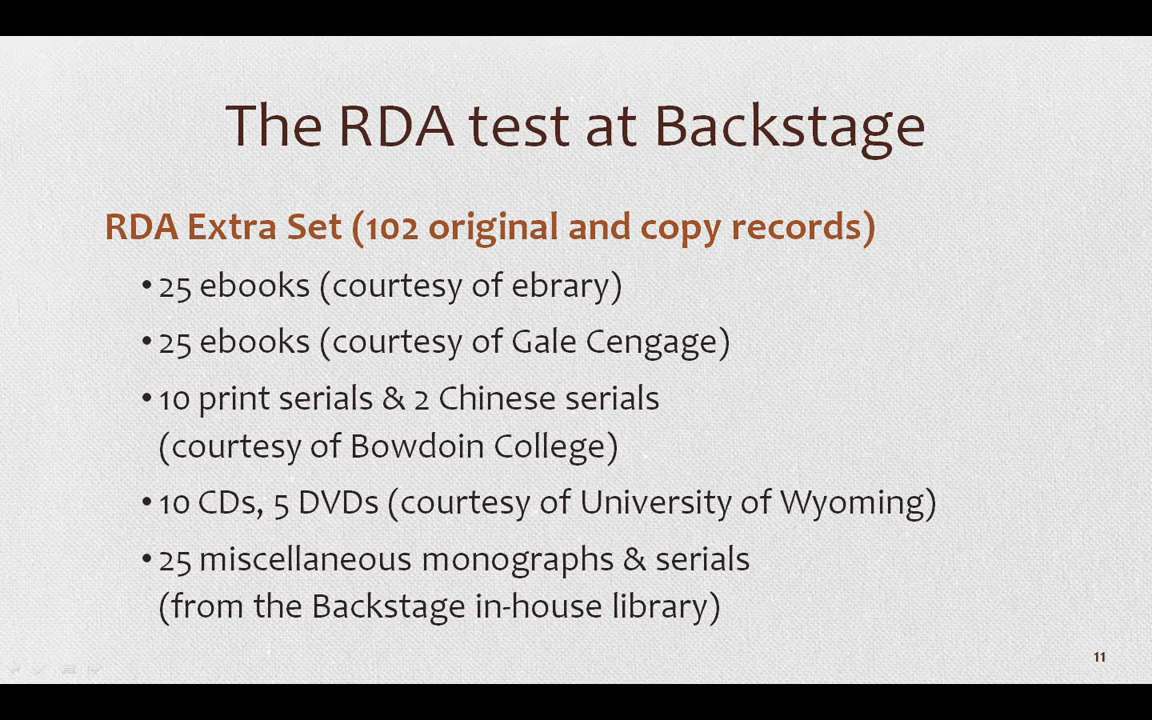 The RDA test at Backstage
RDA Extra Set (102 original and copy records)
• 25 ebooks (courtesy of ebrary)
• 25 ebooks (courtesy of Gale Cengage)
• 10 print serials & 2 Chinese serials
(courtesy of Bowdoin College)
• 10 CDs, 5 DVDs (courtesy of University of Wyoming)
• 25 miscellaneous monographs & serials
(from the Backstage in-house library)
11